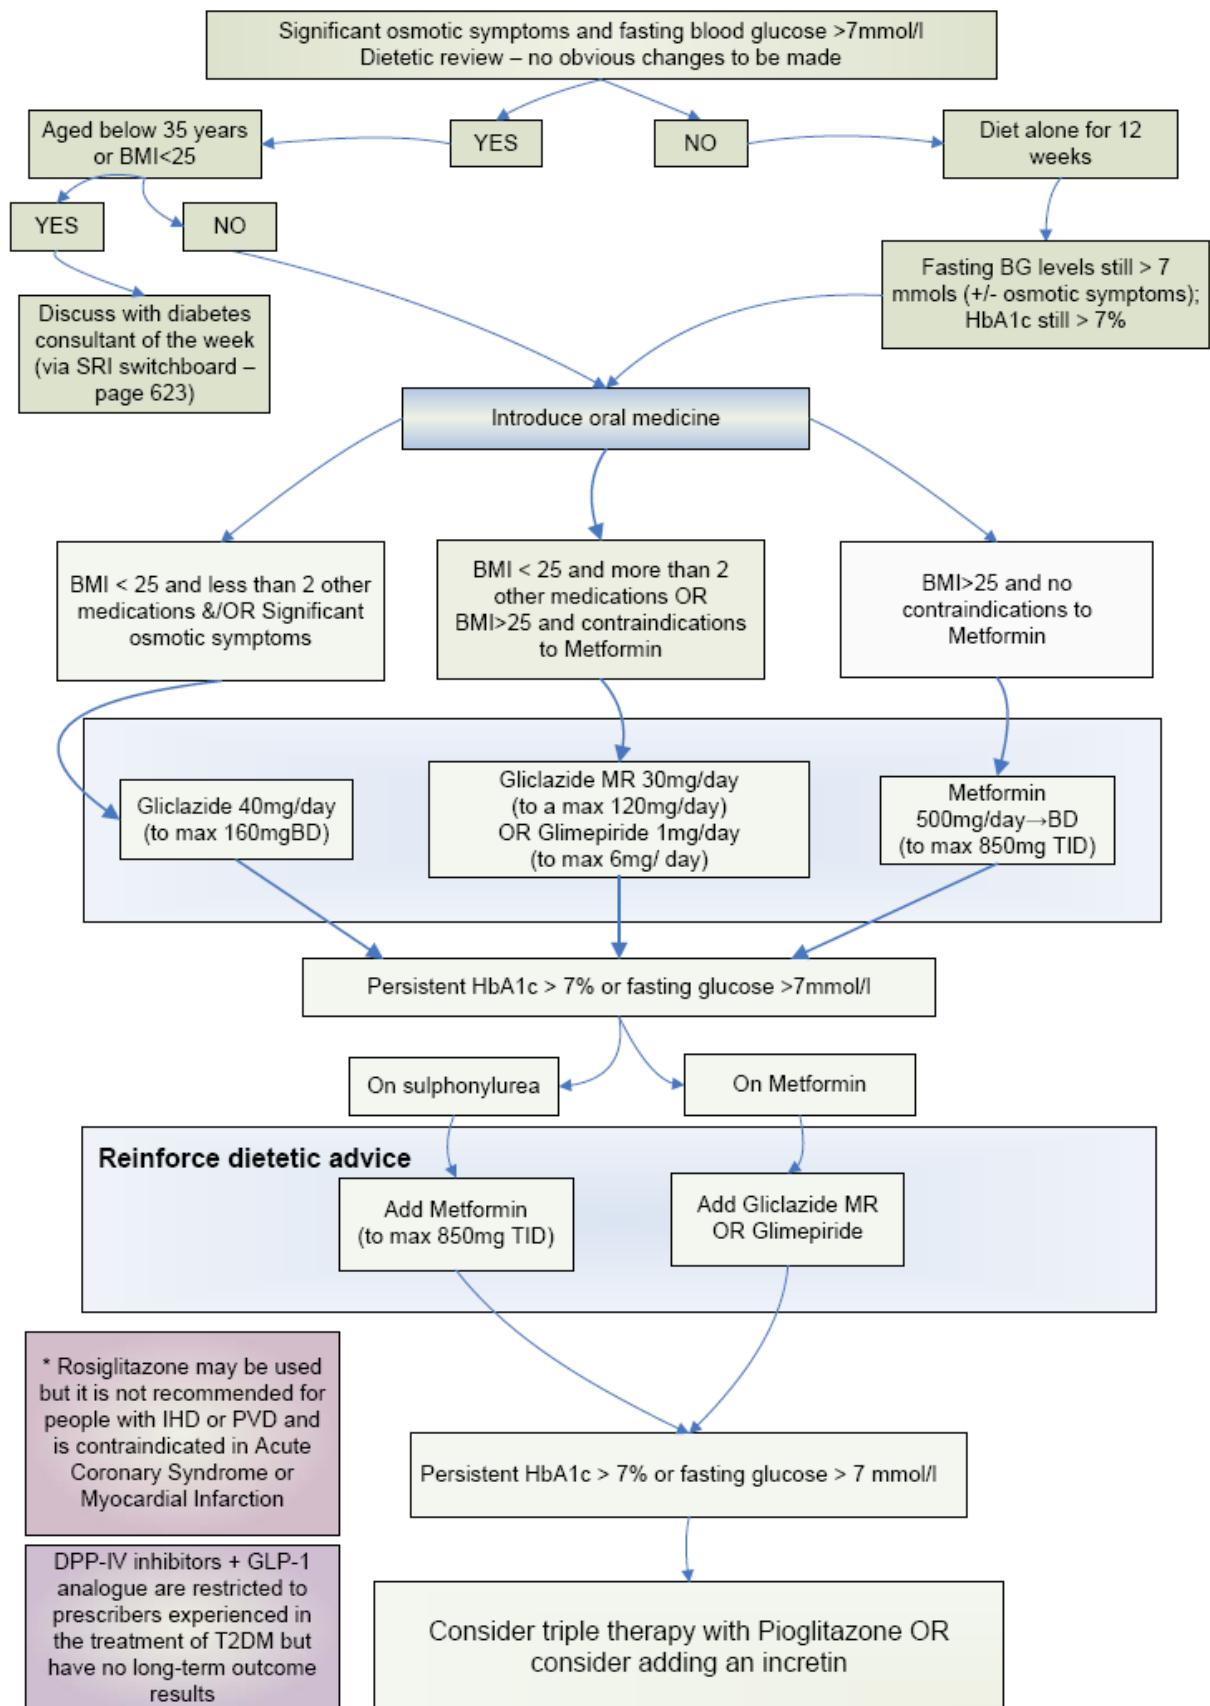 Significant osmotic symptoms and fasting blood glucose >7mmol/l
Dietetic review – no obvious changes to be made
Aged below 35 years
or BMI<25
YES
NO
Diet alone for 12
weeks
YES
NO
Fasting BG levels still > 7
mmols (+/- osmotic symptoms);
HbA1c still > 7%
Discuss with diabetes
consultant of the week
(via SRI switchboard –
page 623)
Introduce oral medicine
BMI < 25 and less than 2 other
medications &/OR Significant
osmotic symptoms
BMI < 25 and more than 2
other medications OR
BMI>25 and contraindications
to Metformin
BMI>25 and no
contraindications to
Metformin
Gliclazide 40mg/day
(to max 160mgBD)
Gliclazide MR 30mg/day
(to a max 120mg/day)
OR Glimepiride 1mg/day
(to max 6mg/ day)
Metformin
500mg/day→BD
(to max 850mg TID)
Persistent HbA1c > 7% or fasting glucose >7mmol/l
On sulphonylurea
On Metformin
Reinforce dietetic advice
Add Metformin
(to max 850mg TID)
Add Gliclazide MR
OR Glimepiride
* Rosiglitazone may be used
but it is not recommended for
people with IHD or PVD and
is contraindicated in Acute
Coronary Syndrome or
Myocardial Infarction
Persistent HbA1c > 7% or fasting glucose > 7 mmol/l
DPP-IV inhibitors + GLP-1
analogue are restricted to
prescribers experienced in
the treatment of T2DM but
have no long-term outcome
results
Consider triple therapy with Pioglitazone OR
consider adding an incretin